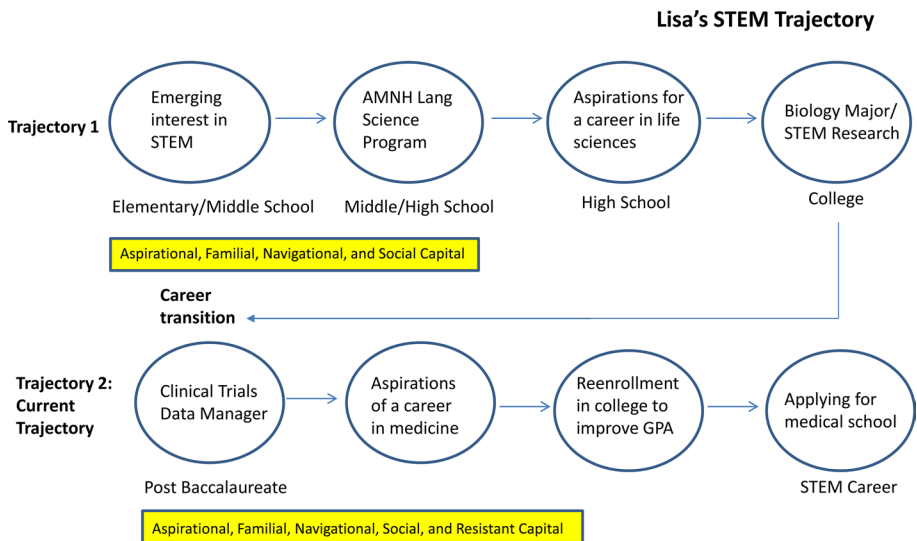 Lisa's STEM Trajectory
Trajectory 1
Emerging
interest in
STEM
AMNH Lang
Science
Program
Aspirations for
a career in life
sciences
Biology Major/
STEM Research
Elementary/Middle School
Middle/High School
High School
College
Aspirational, Familial, Navigational, and Social Capital
Career
transition
Trajectory 2:
Current
Trajectory
Clinical Trials
Data Manager
Aspirations
of a career
in medicine
Reenrollment
in college to
improve GPA
Applying for
medical school
Post Baccalaureate
STEM Career
Aspirational, Familial, Navigational, Social, and Resistant Capital